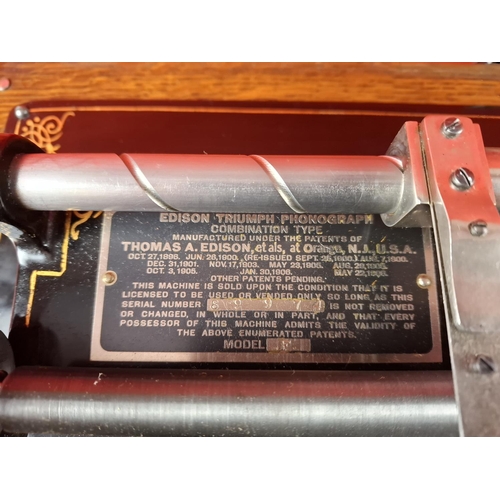 EDISON TRIUMPH PHONOGRAPH
COMBINATION TYPE
MANUFACTURED UNDER THE PATENTS OF
THOMAS A. EDISON, et als, at Orange, N.J., U.S.A.
OCT. 27, 1898. JUN. 26, 1900. (RE-ISSUED SEPT. 25, 1900.) AUG. 7, 1900.
DEC. 31, 1901. NOV. 17, 1903. MAY 23, 1905. AUG. 1905.
OCT. 3, 1905. JAN. 30, 1906. MAY 22, 1906.
OTHER PATENTS PENDING.
THIS MACHINE IS SOLD UPON THE CONDITION THAT IT IS
LICENSED TO BE USED OR VENDED ONLY SO LONG AS THIS
SERIAL NUMBER IS NOT REMOVED
OR CHANGED, IN WHOLE OR IN PART, AND THAT EVERY
POSSESSOR OF THIS MACHINE ADMITS THE VALIDITY OF
THE ABOVE ENUMERATED PATENTS.
MODEL